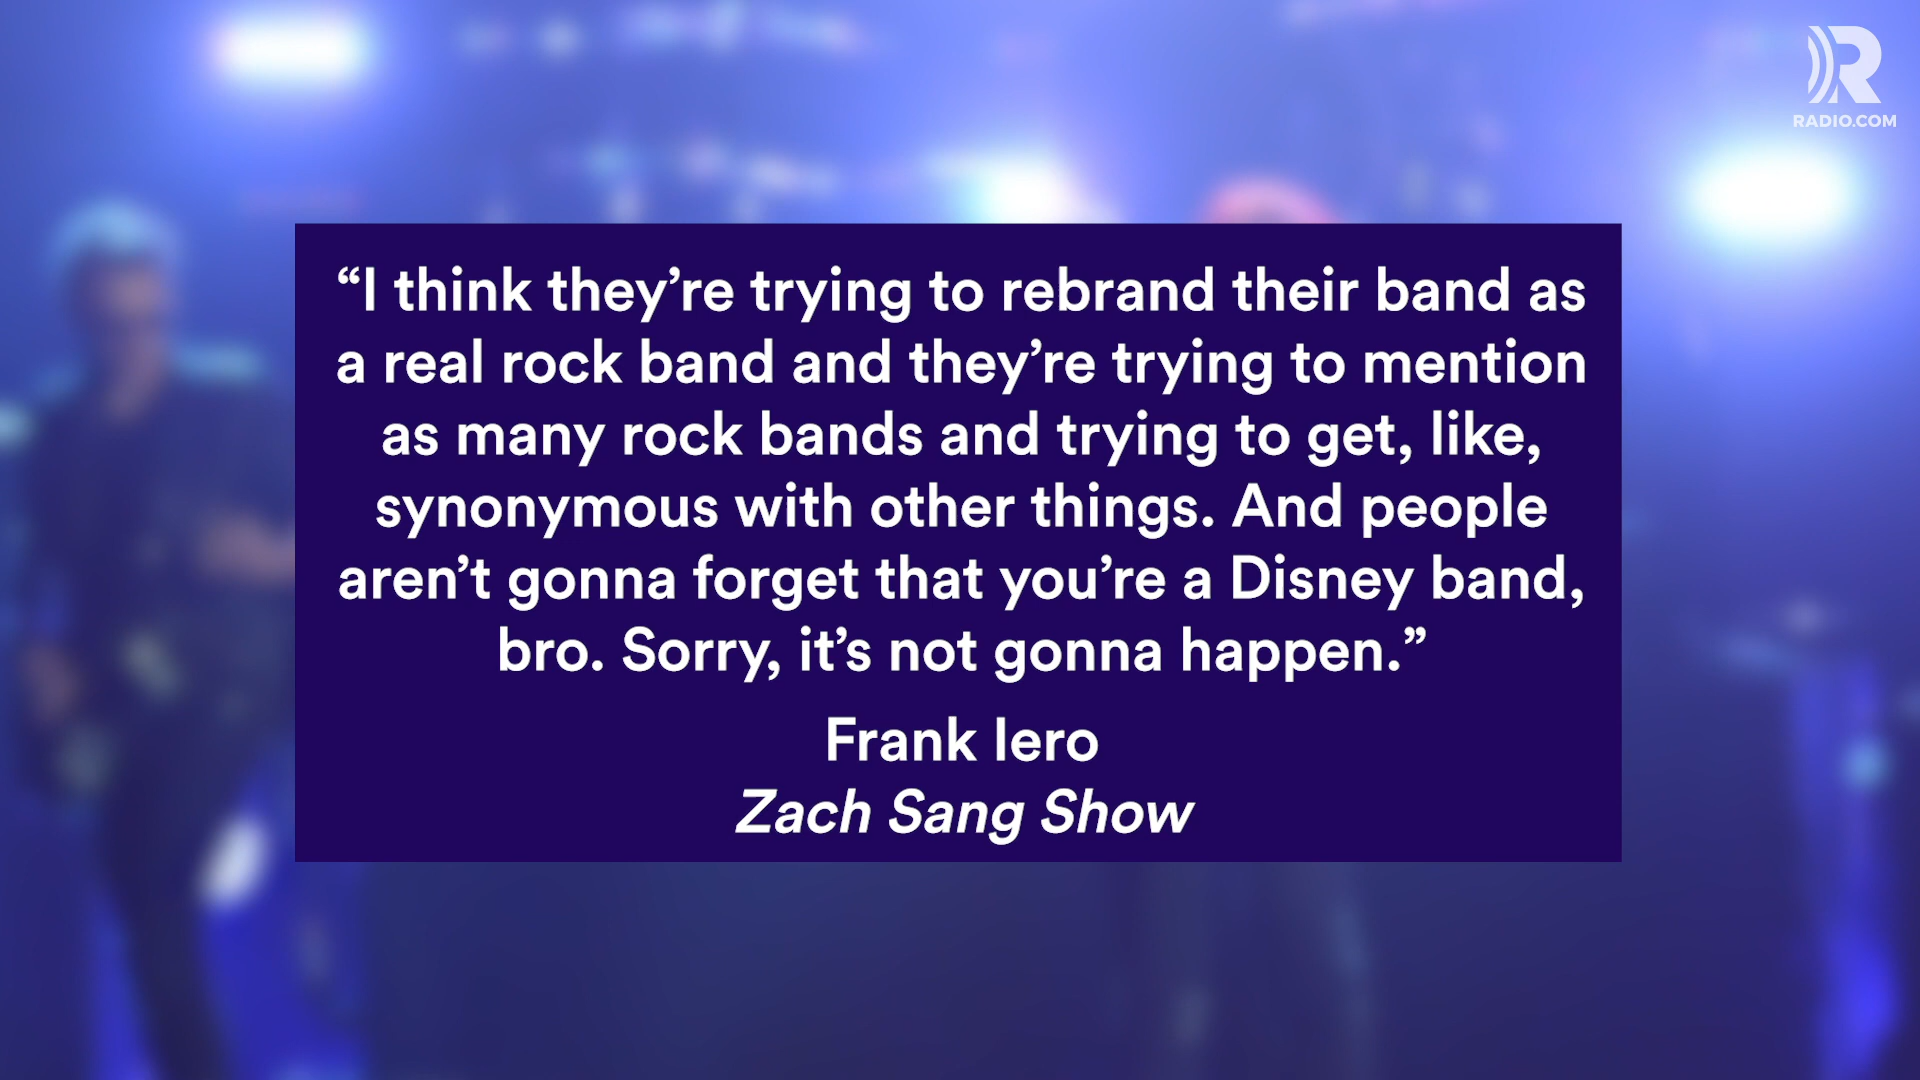 RADIO.COM
“I think they’re trying to rebrand their band as
a real rock band and they’re trying to mention
as many rock bands and trying to get, like,
synonymous with other things. And people
aren’t gonna forget that you’re a Disney band,
bro. Sorry, it’s not gonna happen.”
Frank Iero
Zach Sang Show